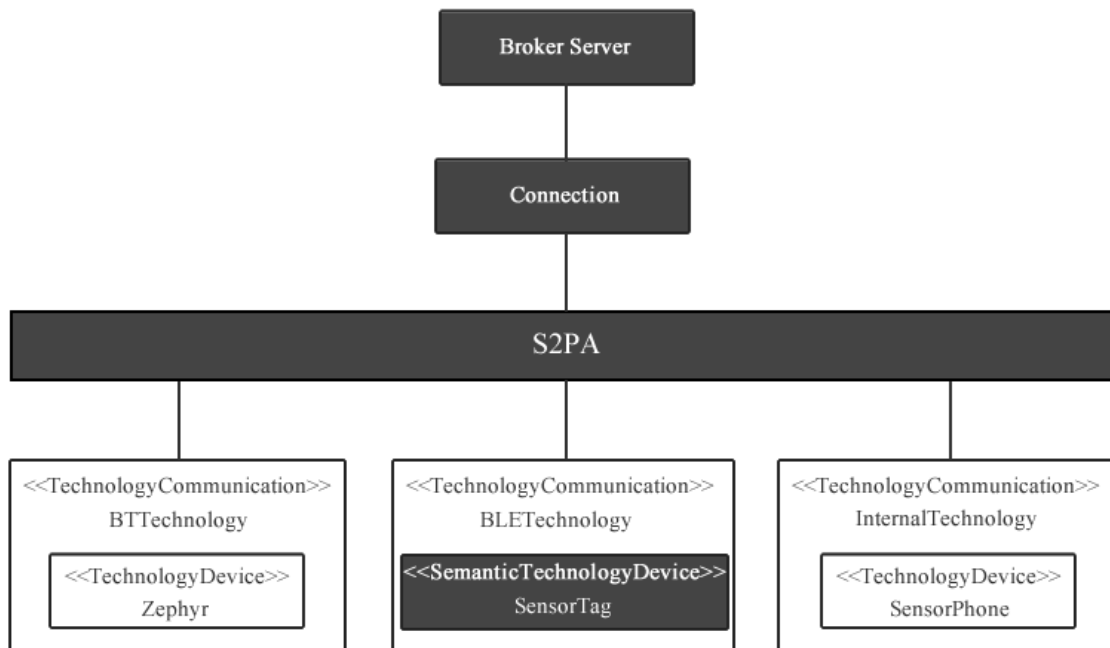 Broker Server
Connection
S2PA
<<TechnologyCommunication>>
BTTechnology
<<TechnologyDevice>>
Zephyr
<<TechnologyCommunication>>
BLETechnology
<<SemanticTechnologyDevice>>
SensorTag
<<TechnologyCommunication>>
InternalTechnology
<<TechnologyDevice>>
SensorPhone